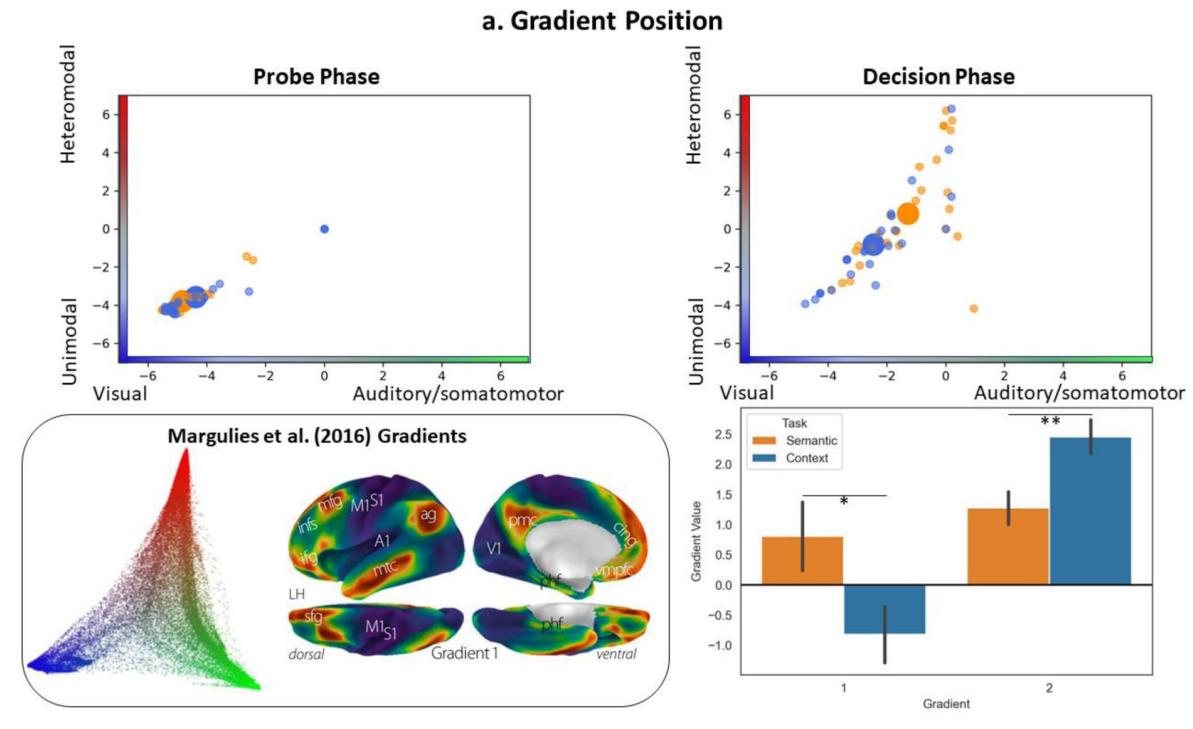 a. Gradient Position
Probe Phase
Heteromodal
Unimodal
6
4
2
0
−2
−4
−6
−6 −4 −2 0 2 4 6
Visual Auditory/somatomotor
Decision Phase
Heteromodal
Unimodal
6
4
2
0
−2
−4
−6
−6 −4 −2 0 2 4 6
Visual Auditory/somatomotor
Margulies et al. (2016) Gradients
mfg
M1 S1
infs
ag
A1
ifg
mtc
LH
pmc
cing
V1
phf
vmpfc
sfg
M1 S1
phf
dorsal Gradient 1 ventral
Task
Semantic
Context
*
**
Gradient Value
2.5
2.0
1.5
1.0
0.5
0.0
−0.5
−1.0
1 2
Gradient